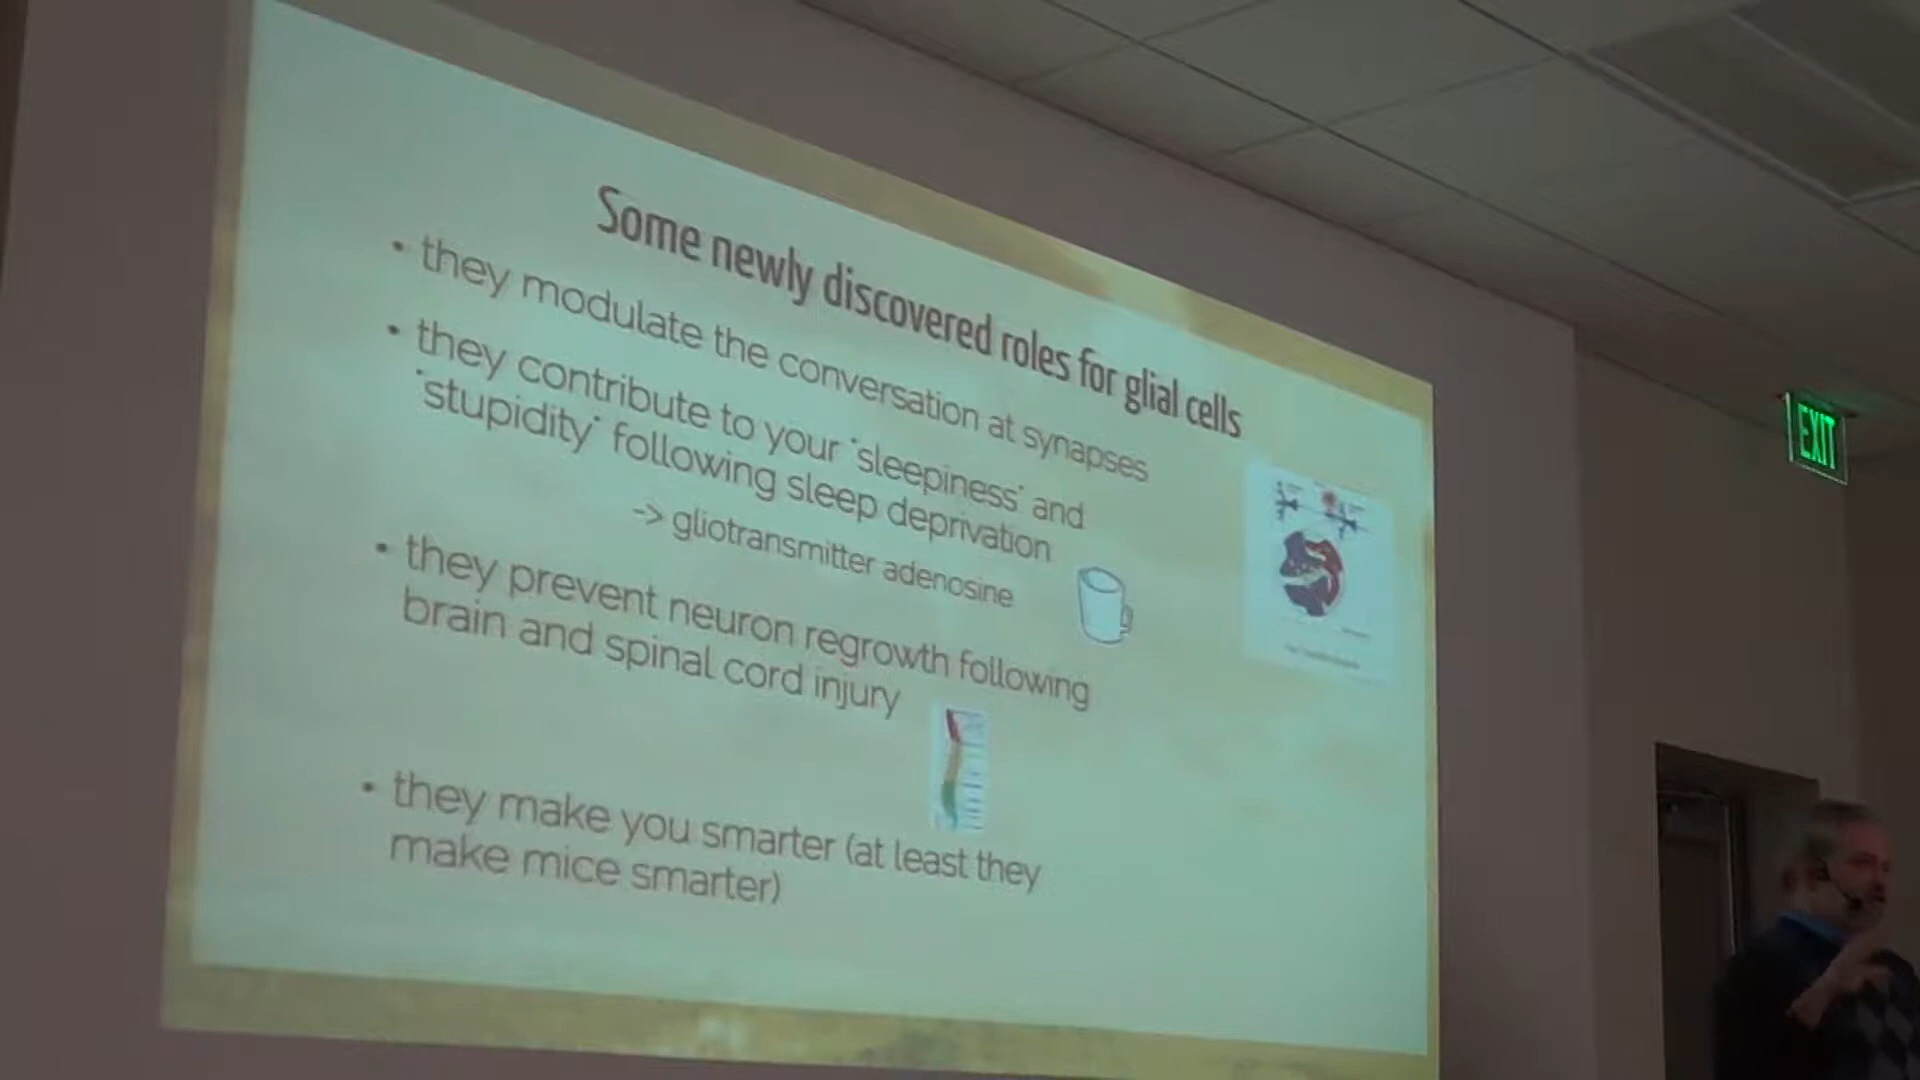 Some newly discovered roles for glial cells
• they modulate the conversation at synapses
• they contribute to your "sleepiness" and
"stupidity" following sleep deprivation
-> gliotransmitter adenosine
• they prevent neuron regrowth following
brain and spinal cord injury
• they make you smarter (at least they
make mice smarter)
EXIT